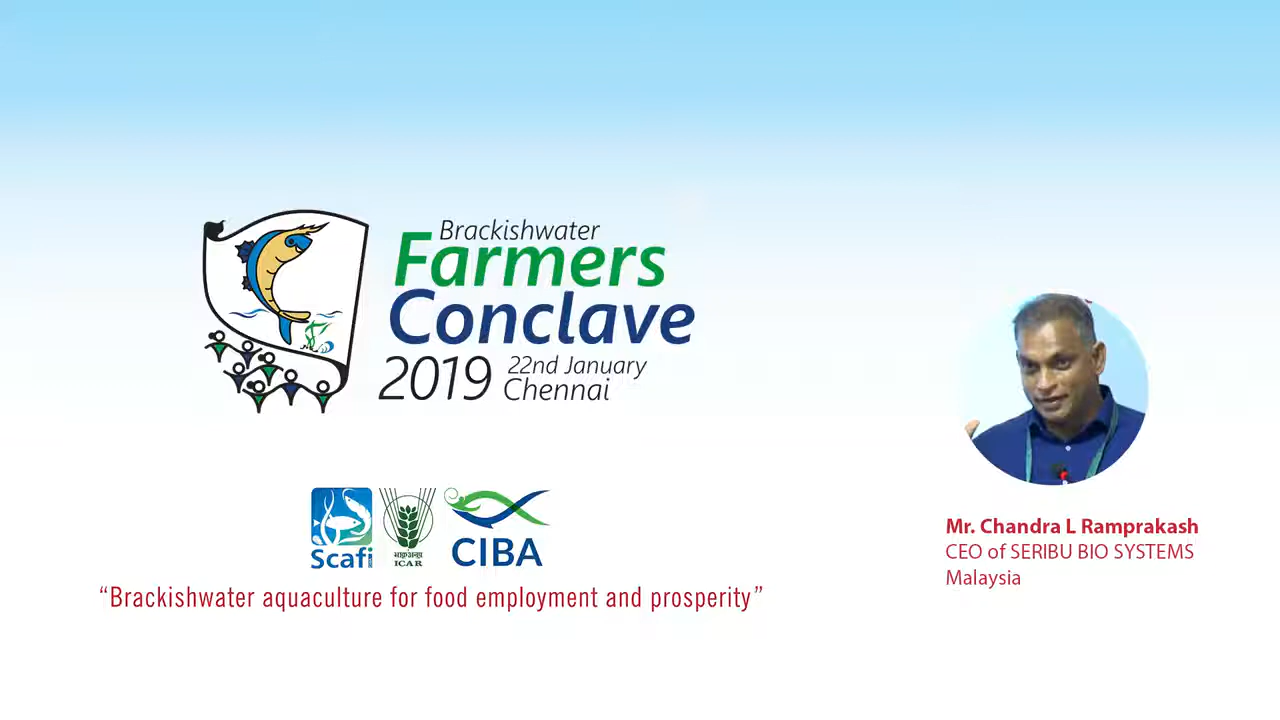 Brackishwater
Farmers
Conclave
2019 22nd January
Chennai
Scafi
ICAR
CIBA
“Brackishwater aquaculture for food employment and prosperity”
Mr. Chandra L Ramprakash
CEO of SERIBU BIO SYSTEMS
Malaysia